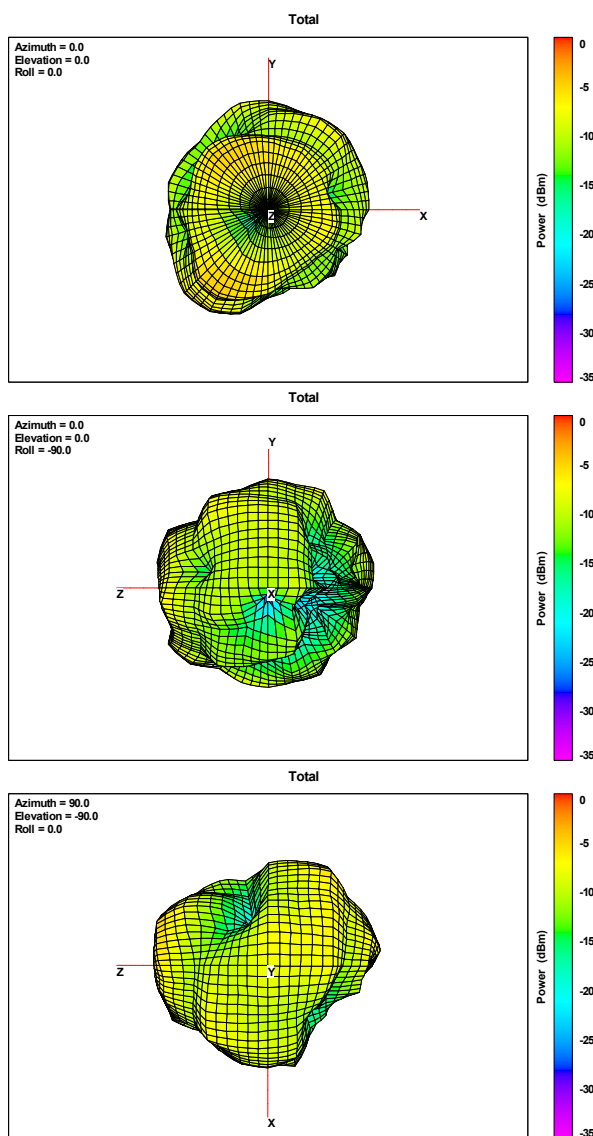 Total
Azimuth = 0.0
Elevation = 0.0
Roll = 0.0
Y
X
Z
0
-5
-10
-15
-20
-25
-30
-35
Power (dBm)
Total
Azimuth = 0.0
Elevation = 0.0
Roll = -90.0
Y
Z
X
0
-5
-10
-15
-20
-25
-30
-35
Power (dBm)
Total
Azimuth = 90.0
Elevation = -90.0
Roll = 0.0
Z
Y
X
0
-5
-10
-15
-20
-25
-30
-35
Power (dBm)